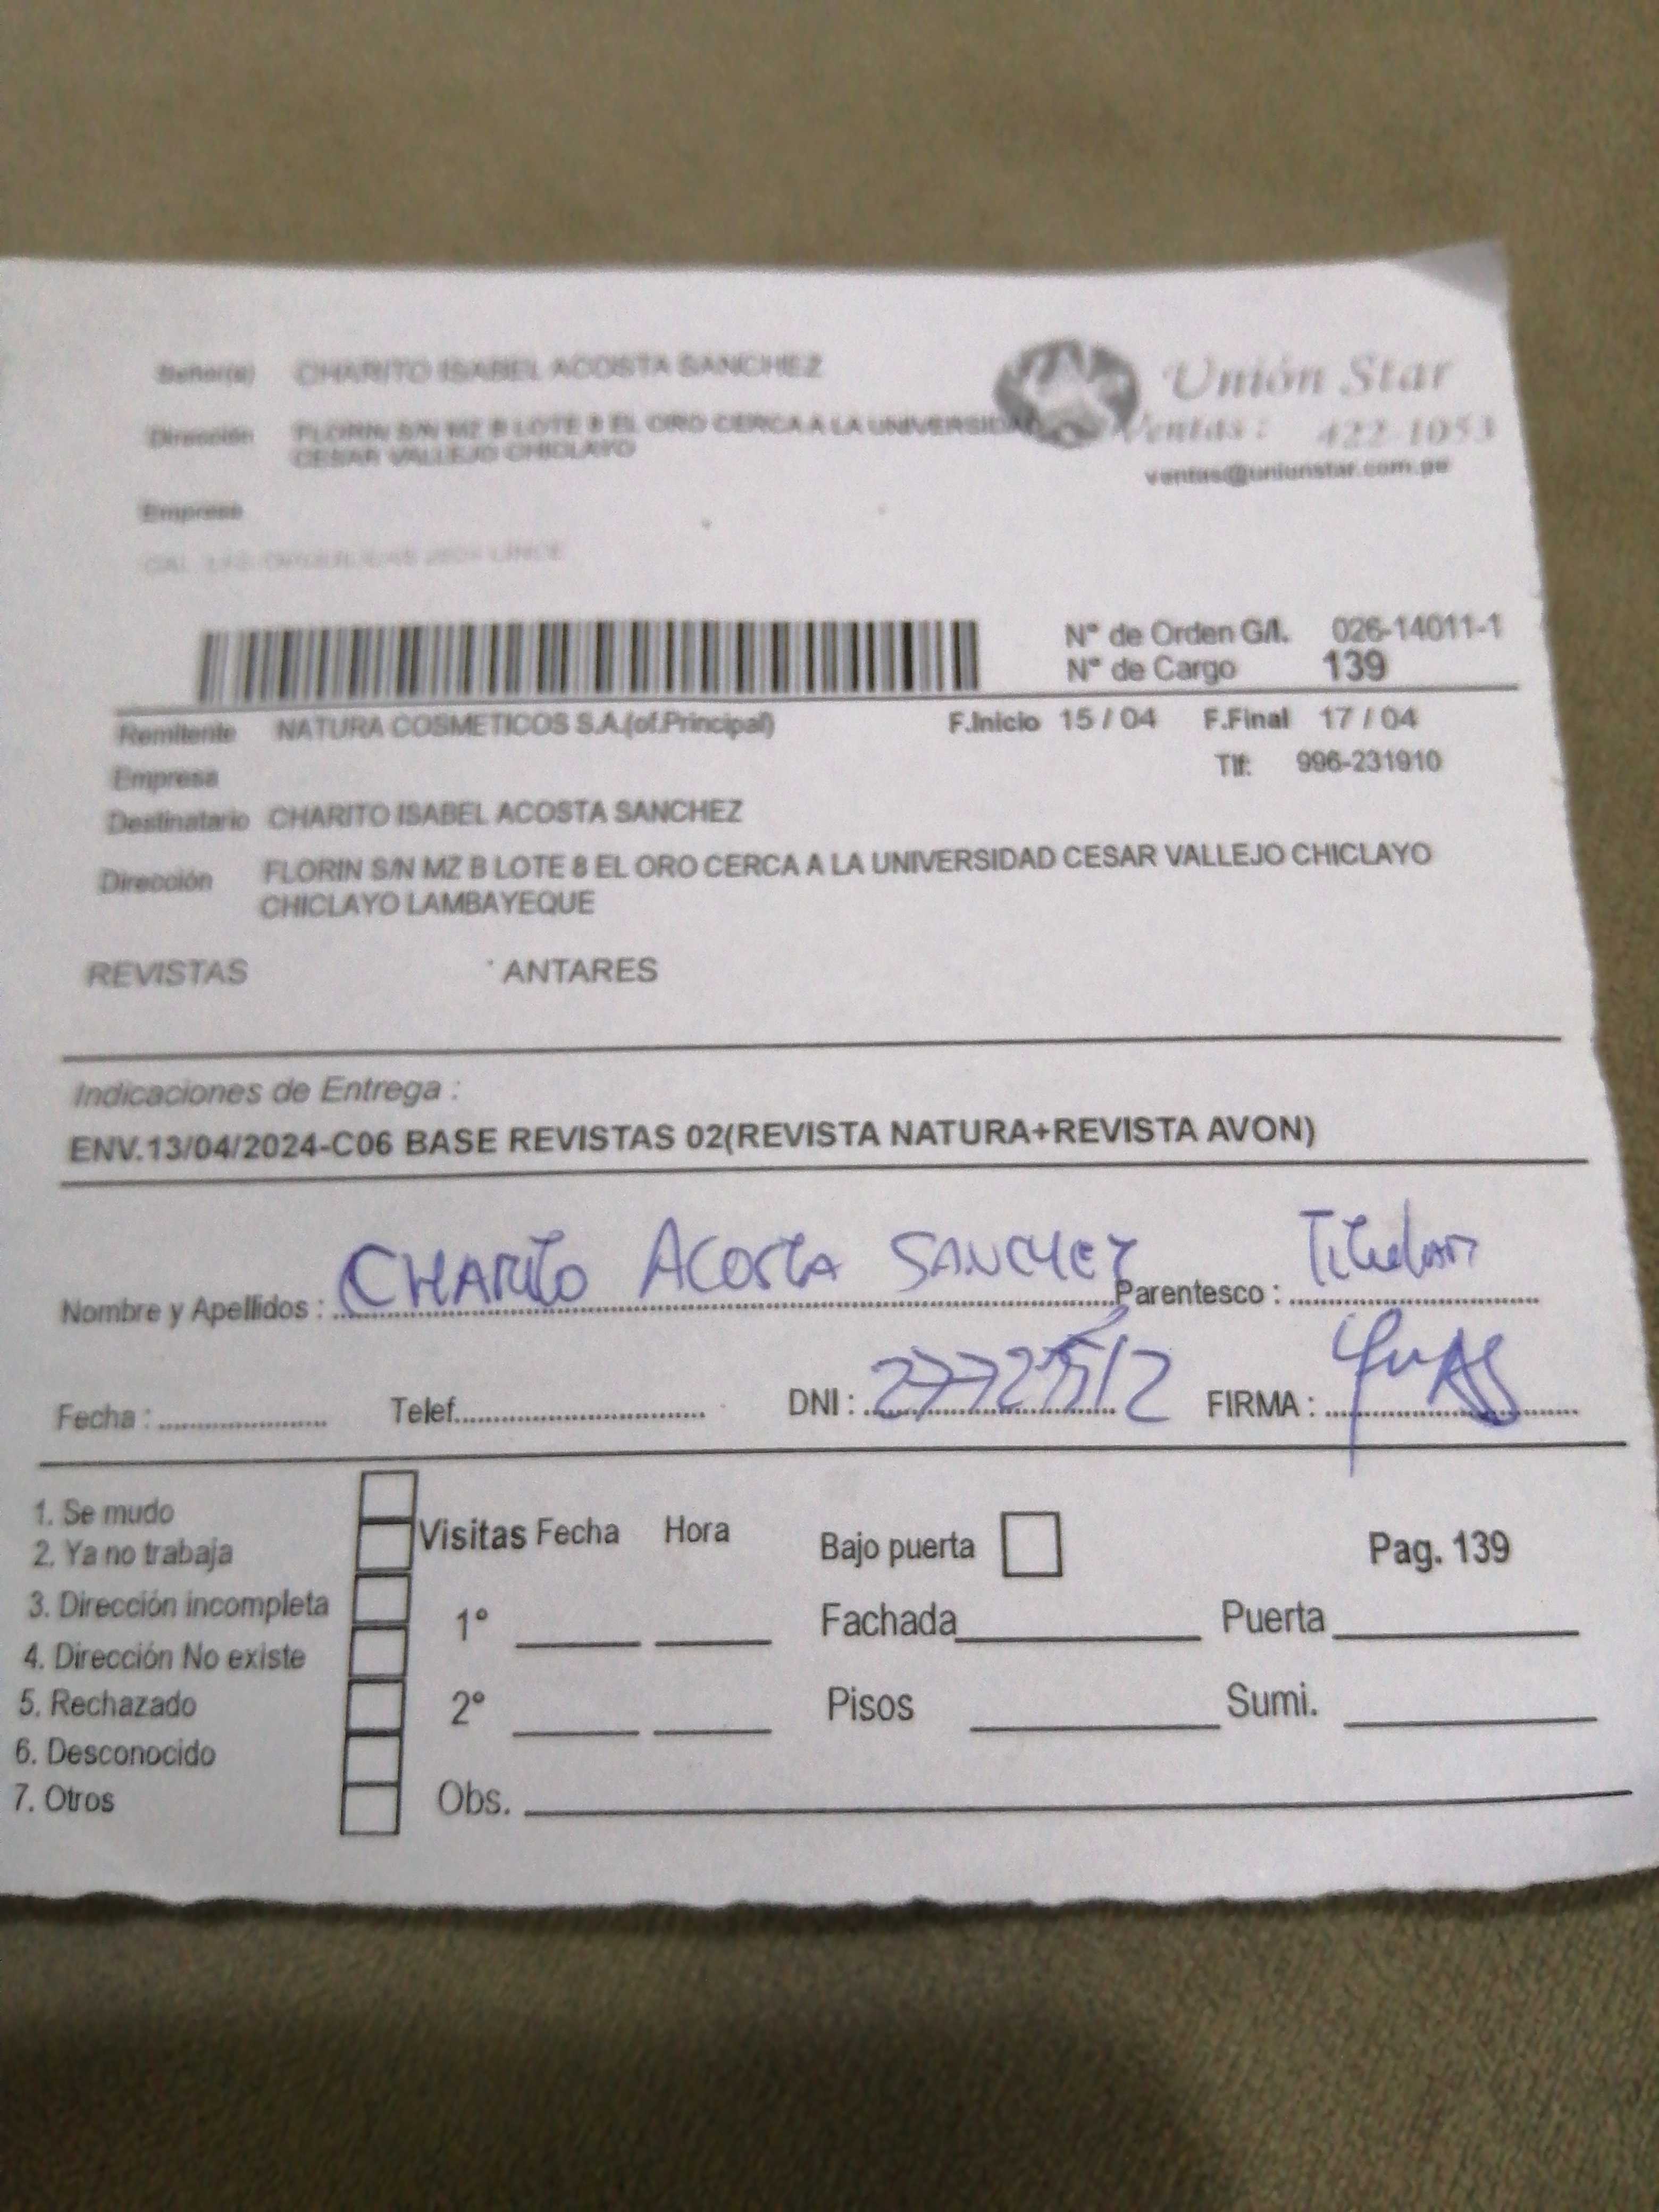 Señor(a) CHARITO ISABEL ACOSTA SANCHEZ
Unión Star
Dirección FLORIN S/N MZ B LOTE 8 EL ORO CERCA A LA UNIVERSIDAD
Ventas: 422-1053
CESAR VALLEJO CHICLAYO
ventas@unionstar.com.pe
Empresa
LINCE
N° de Orden G/I. 026-14011-1
N° de Cargo 139
Remitente NATURA COSMETICOS S.A.(of.Principal) F.Inicio 15 / 04 F.Final 17 / 04
Empresa Tlf: 996-231910
Destinatario CHARITO ISABEL ACOSTA SANCHEZ
Dirección FLORIN S/N MZ B LOTE 8 EL ORO CERCA A LA UNIVERSIDAD CESAR VALLEJO CHICLAYO
CHICLAYO LAMBAYEQUE
REVISTAS ANTARES
Indicaciones de Entrega :
ENV.13/04/2024-C06 BASE REVISTAS 02(REVISTA NATURA+REVISTA AVON)
Nombre y Apellidos : CHARITO ACOSTA SANCHEZ Parentesco : Titular
Fecha : Telef. DNI : FIRMA :
1. Se mudo
2. Ya no trabaja
3. Dirección incompleta
4. Dirección No existe
5. Rechazado
6. Desconocido
7. Otros
Visitas Fecha Hora Bajo puerta Pag. 139
1° Fachada Puerta
2° Pisos Sumi.
Obs.